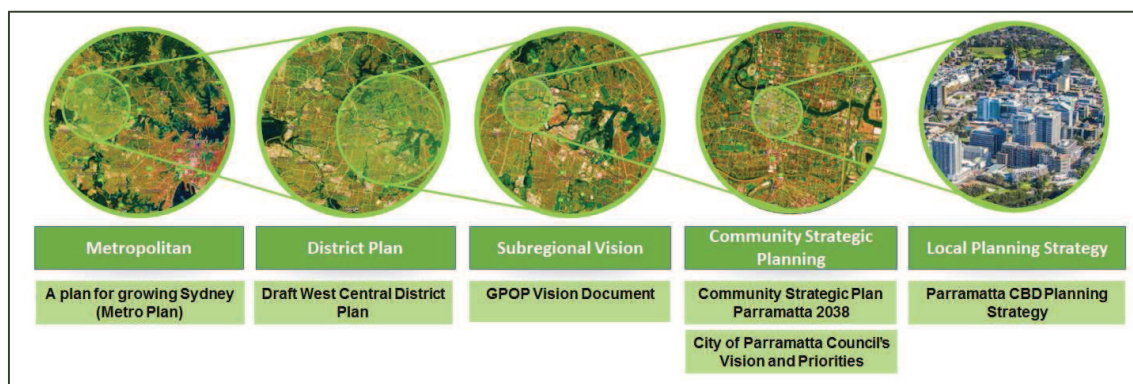 Metropolitan
District Plan
Subregional Vision
Community Strategic
Planning
Local Planning Strategy
A plan for growing Sydney
(Metro Plan)
Draft West Central District
Plan
GPOP Vision Document
Community Strategic Plan
Parramatta 2038
City of Parramatta Council's
Vision and Priorities
Parramatta CBD Planning
Strategy